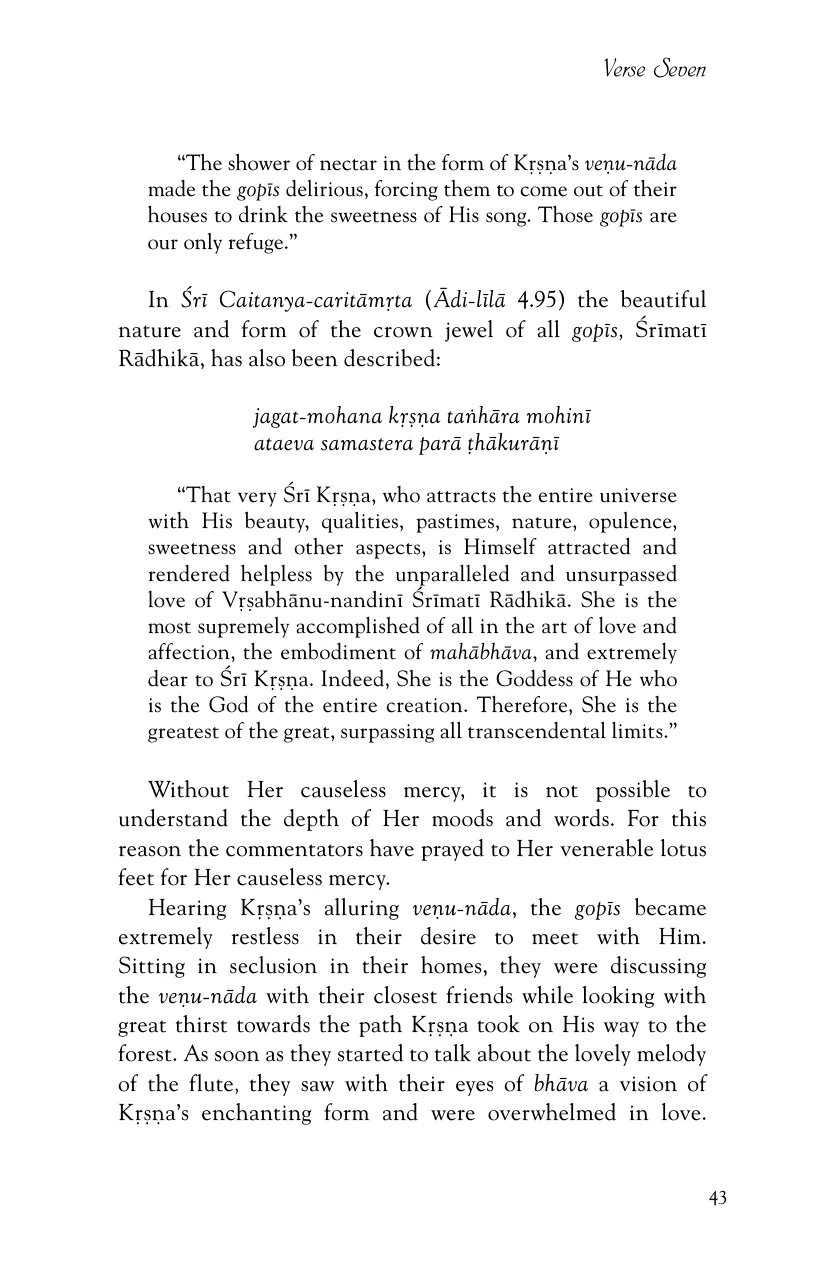 Verse Seven
“The shower of nectar in the form of Kṛṣṇa’s veṇu-nāda
made the gopīs delirious, forcing them to come out of their
houses to drink the sweetness of His song. Those gopīs are
our only refuge.”
In Śrī Caitanya-caritāmṛta (Ādi-līlā 4.95) the beautiful
nature and form of the crown jewel of all gopīs, Śrīmatī
Rādhikā, has also been described:
jagat-mohana kṛṣṇa taṅhāra mohinī
ataeva samastera parā ṭhākurāṇī
“That very Śrī Kṛṣṇa, who attracts the entire universe
with His beauty, qualities, pastimes, nature, opulence,
sweetness and other aspects, is Himself attracted and
rendered helpless by the unparalleled and unsurpassed
love of Vṛṣabhānu-nandinī Śrīmatī Rādhikā. She is the
most supremely accomplished of all in the art of love and
affection, the embodiment of mahābhāva, and extremely
dear to Śrī Kṛṣṇa. Indeed, She is the Goddess of He who
is the God of the entire creation. Therefore, She is the
greatest of the great, surpassing all transcendental limits.”
Without Her causeless mercy, it is not possible to
understand the depth of Her moods and words. For this
reason the commentators have prayed to Her venerable lotus
feet for Her causeless mercy.
Hearing Kṛṣṇa’s alluring veṇu-nāda, the gopīs became
extremely restless in their desire to meet with Him.
Sitting in seclusion in their homes, they were discussing
the veṇu-nāda with their closest friends while looking with
great thirst towards the path Kṛṣṇa took on His way to the
forest. As soon as they started to talk about the lovely melody
of the flute, they saw with their eyes of bhāva a vision of
Kṛṣṇa’s enchanting form and were overwhelmed in love.
43